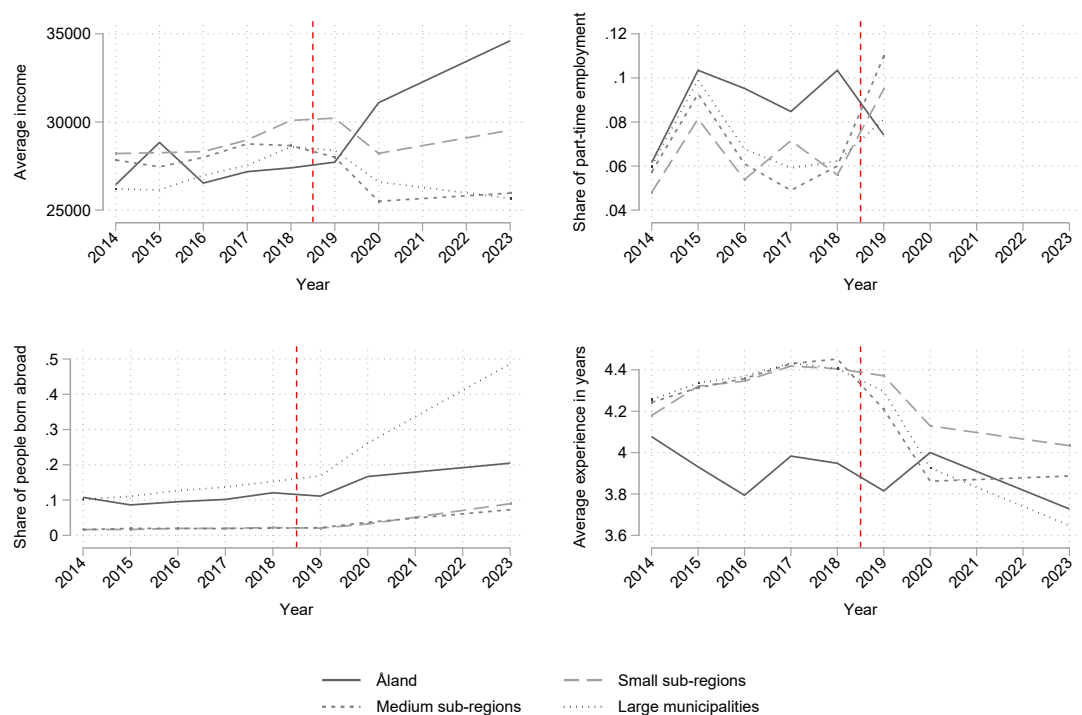 Average income
35000
30000
25000
2014 2015 2016 2017 2018 2019 2020 2021 2022 2023
Year
Share of part-time employment
.12
.1
.08
.06
.04
2014 2015 2016 2017 2018 2019 2020 2021 2022 2023
Year
Share of people born abroad
.5
.4
.3
.2
.1
0
2014 2015 2016 2017 2018 2019 2020 2021 2022 2023
Year
Average experience in years
4.4
4.2
4
3.8
3.6
2014 2015 2016 2017 2018 2019 2020 2021 2022 2023
Year
Åland
Small sub-regions
Medium sub-regions
Large municipalities